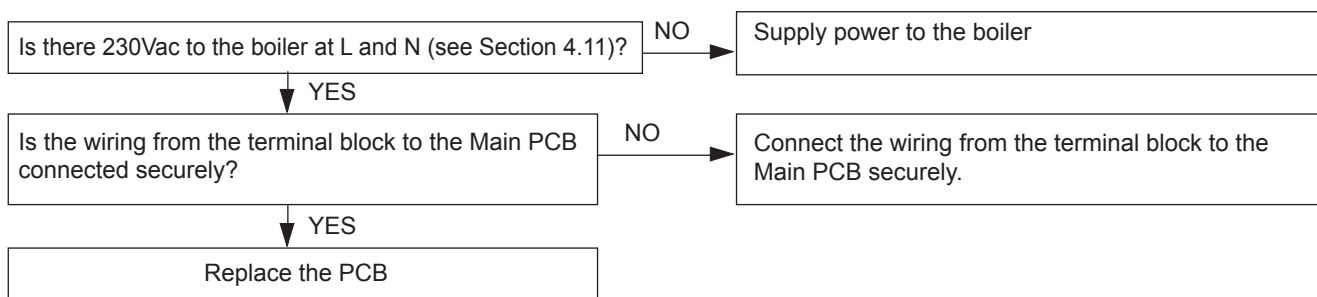 Is there 230Vac to the boiler at L and N (see Section 4.11)?
NO
Supply power to the boiler
YES
Is the wiring from the terminal block to the Main PCB
connected securely?
NO
Connect the wiring from the terminal block to the
Main PCB securely.
YES
Replace the PCB